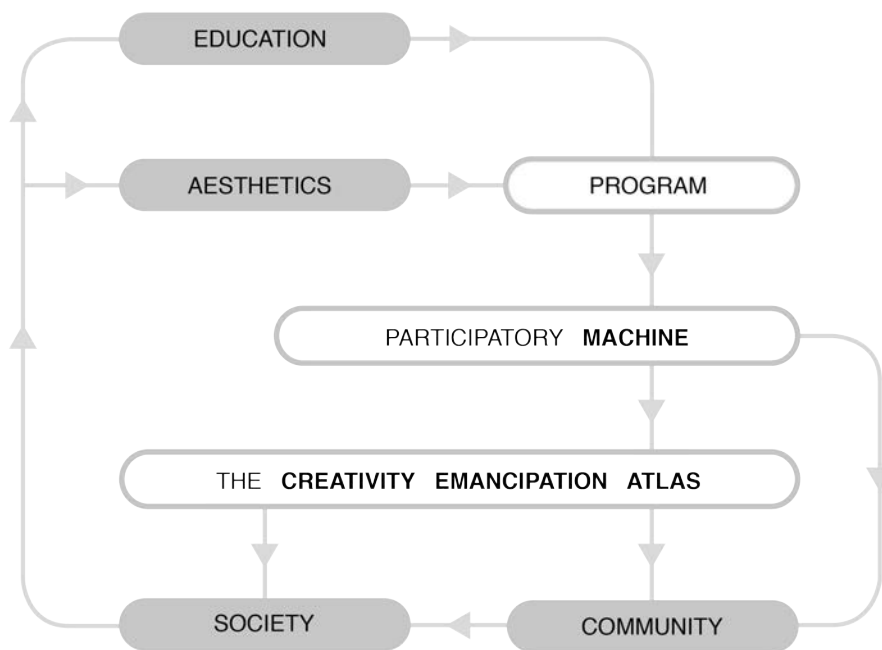 EDUCATION
AESTHETICS
PROGRAM
PARTICIPATORY MACHINE
THE CREATIVITY EMANCIPATION ATLAS
SOCIETY
COMMUNITY